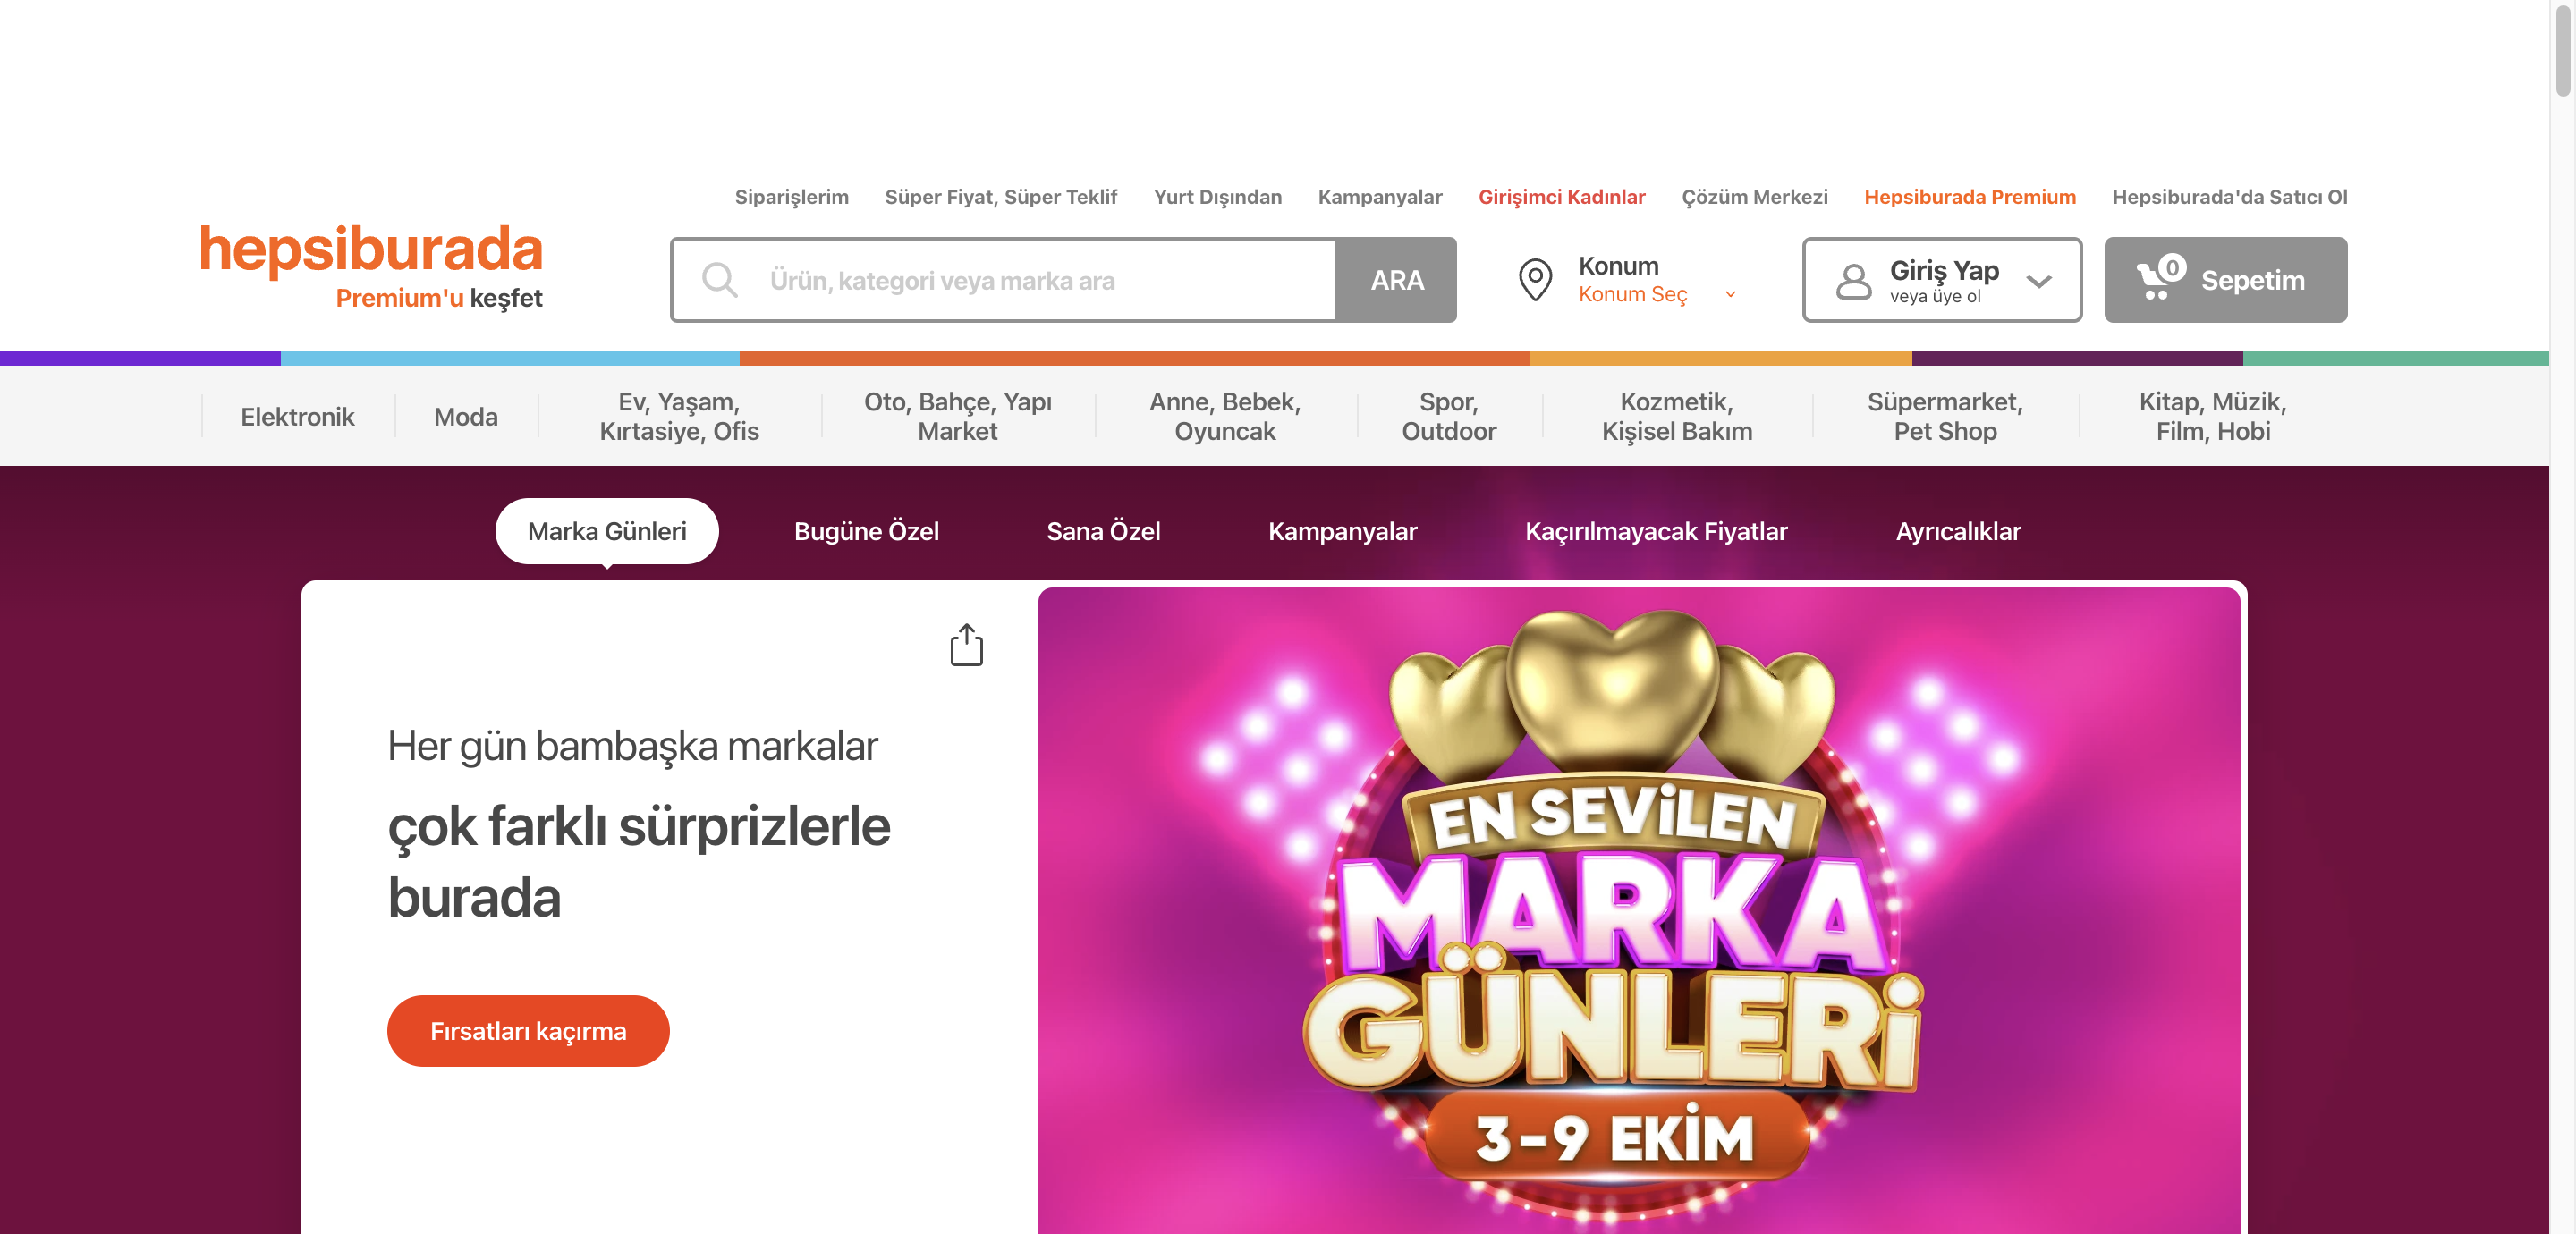 Siparişlerim Süper Fiyat, Süper Teklif Yurt Dışından Kampanyalar Girişimci Kadınlar Çözüm Merkezi Hepsiburada Premium Hepsiburada'da Satıcı Ol
hepsiburada
Premium'u keşfet
Ürün, kategori veya marka ara
ARA
Konum
Konum Seç
Giriş Yap
veya üye ol
0
Sepetim
Elektronik
Moda
Ev, Yaşam,
Kırtasiye, Ofis
Oto, Bahçe, Yapı
Market
Anne, Bebek,
Oyuncak
Spor,
Outdoor
Kozmetik,
Kişisel Bakım
Süpermarket,
Pet Shop
Kitap, Müzik,
Film, Hobi
Marka Günleri Bugüne Özel Sana Özel Kampanyalar Kaçırılmayacak Fiyatlar Ayrıcalıklar
Her gün bambaşka markalar
çok farklı sürprizlerle
burada
Fırsatları kaçırma
EN SEVİLEN
MARKA
GÜNLERİ
3-9 EKİM